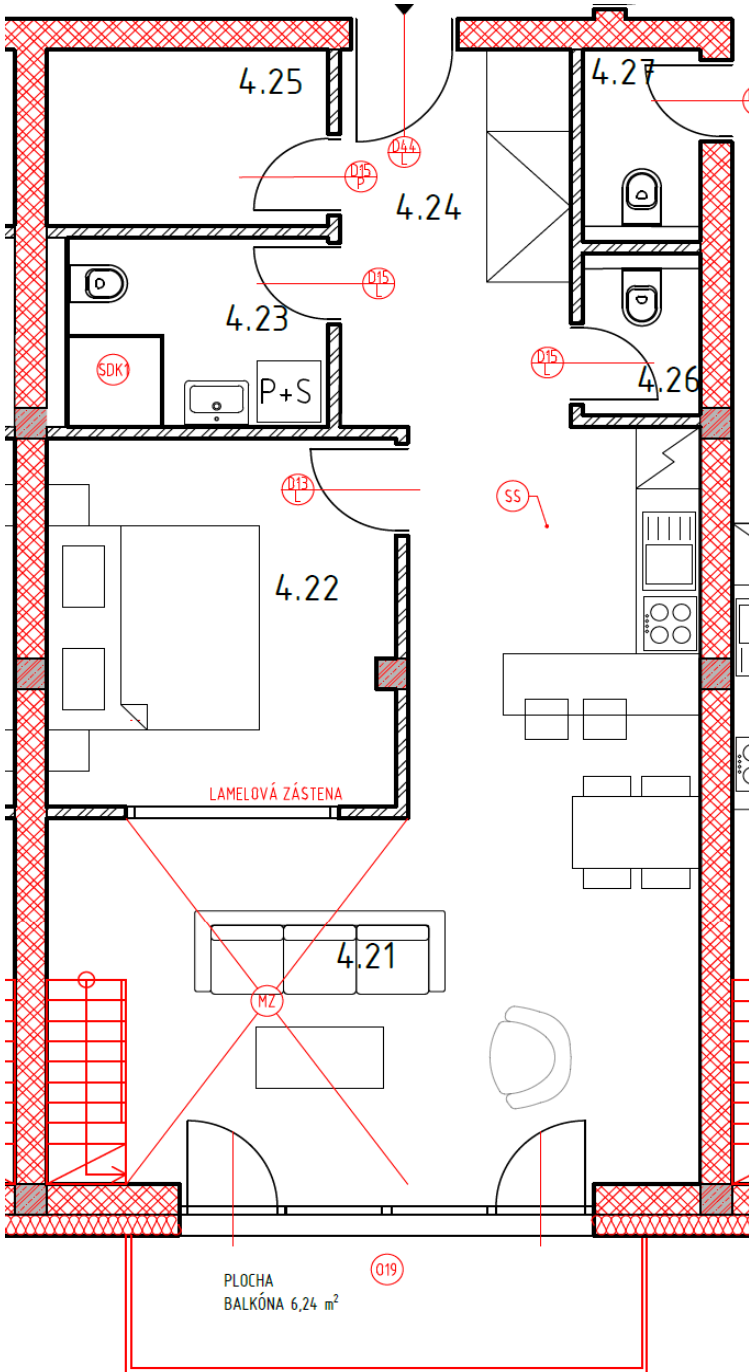 4.25
4.27
D44
L
D15
P
4.24
D15
L
4.23
SDK1
P+S
D15
L
4.26
D13
L
SS
4.22
LAMELOVÁ ZÁSTENA
4.21
MZ
O19
PLOCHA
BALKÓNA 6,24 m²